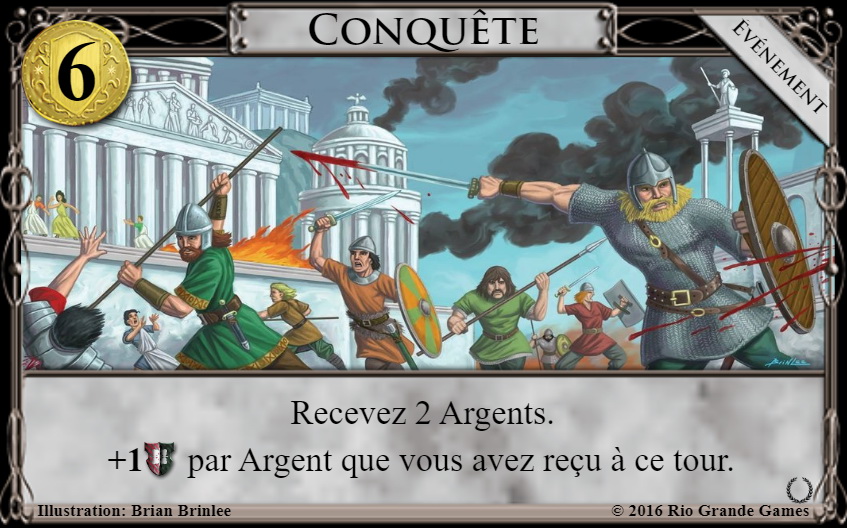 CONQUÊTE
6
ÉVÉNEMENT
BRINLEE
Recevez 2 Argents.
+1 par Argent que vous avez reçu à ce tour.
Illustration: Brian Brinlee
© 2016 Rio Grande Games